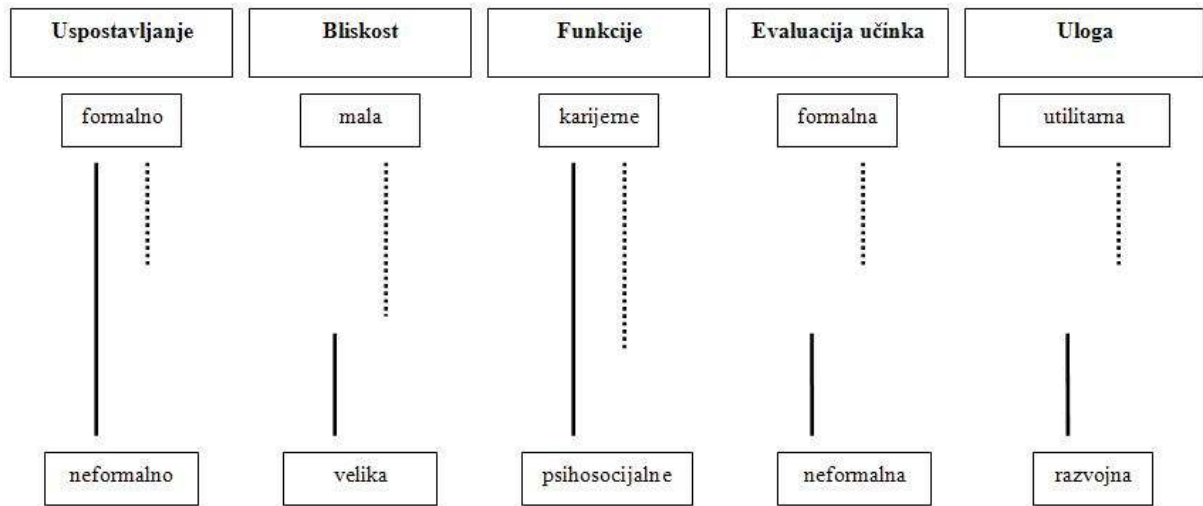 Uspostavljanje
Bliskost
Funkcije
Evaluacija učinka
Uloga
formalno
mala
karijerne
formalna
utilitarna
neformalno
velika
psihosocijalne
neformalna
razvojna